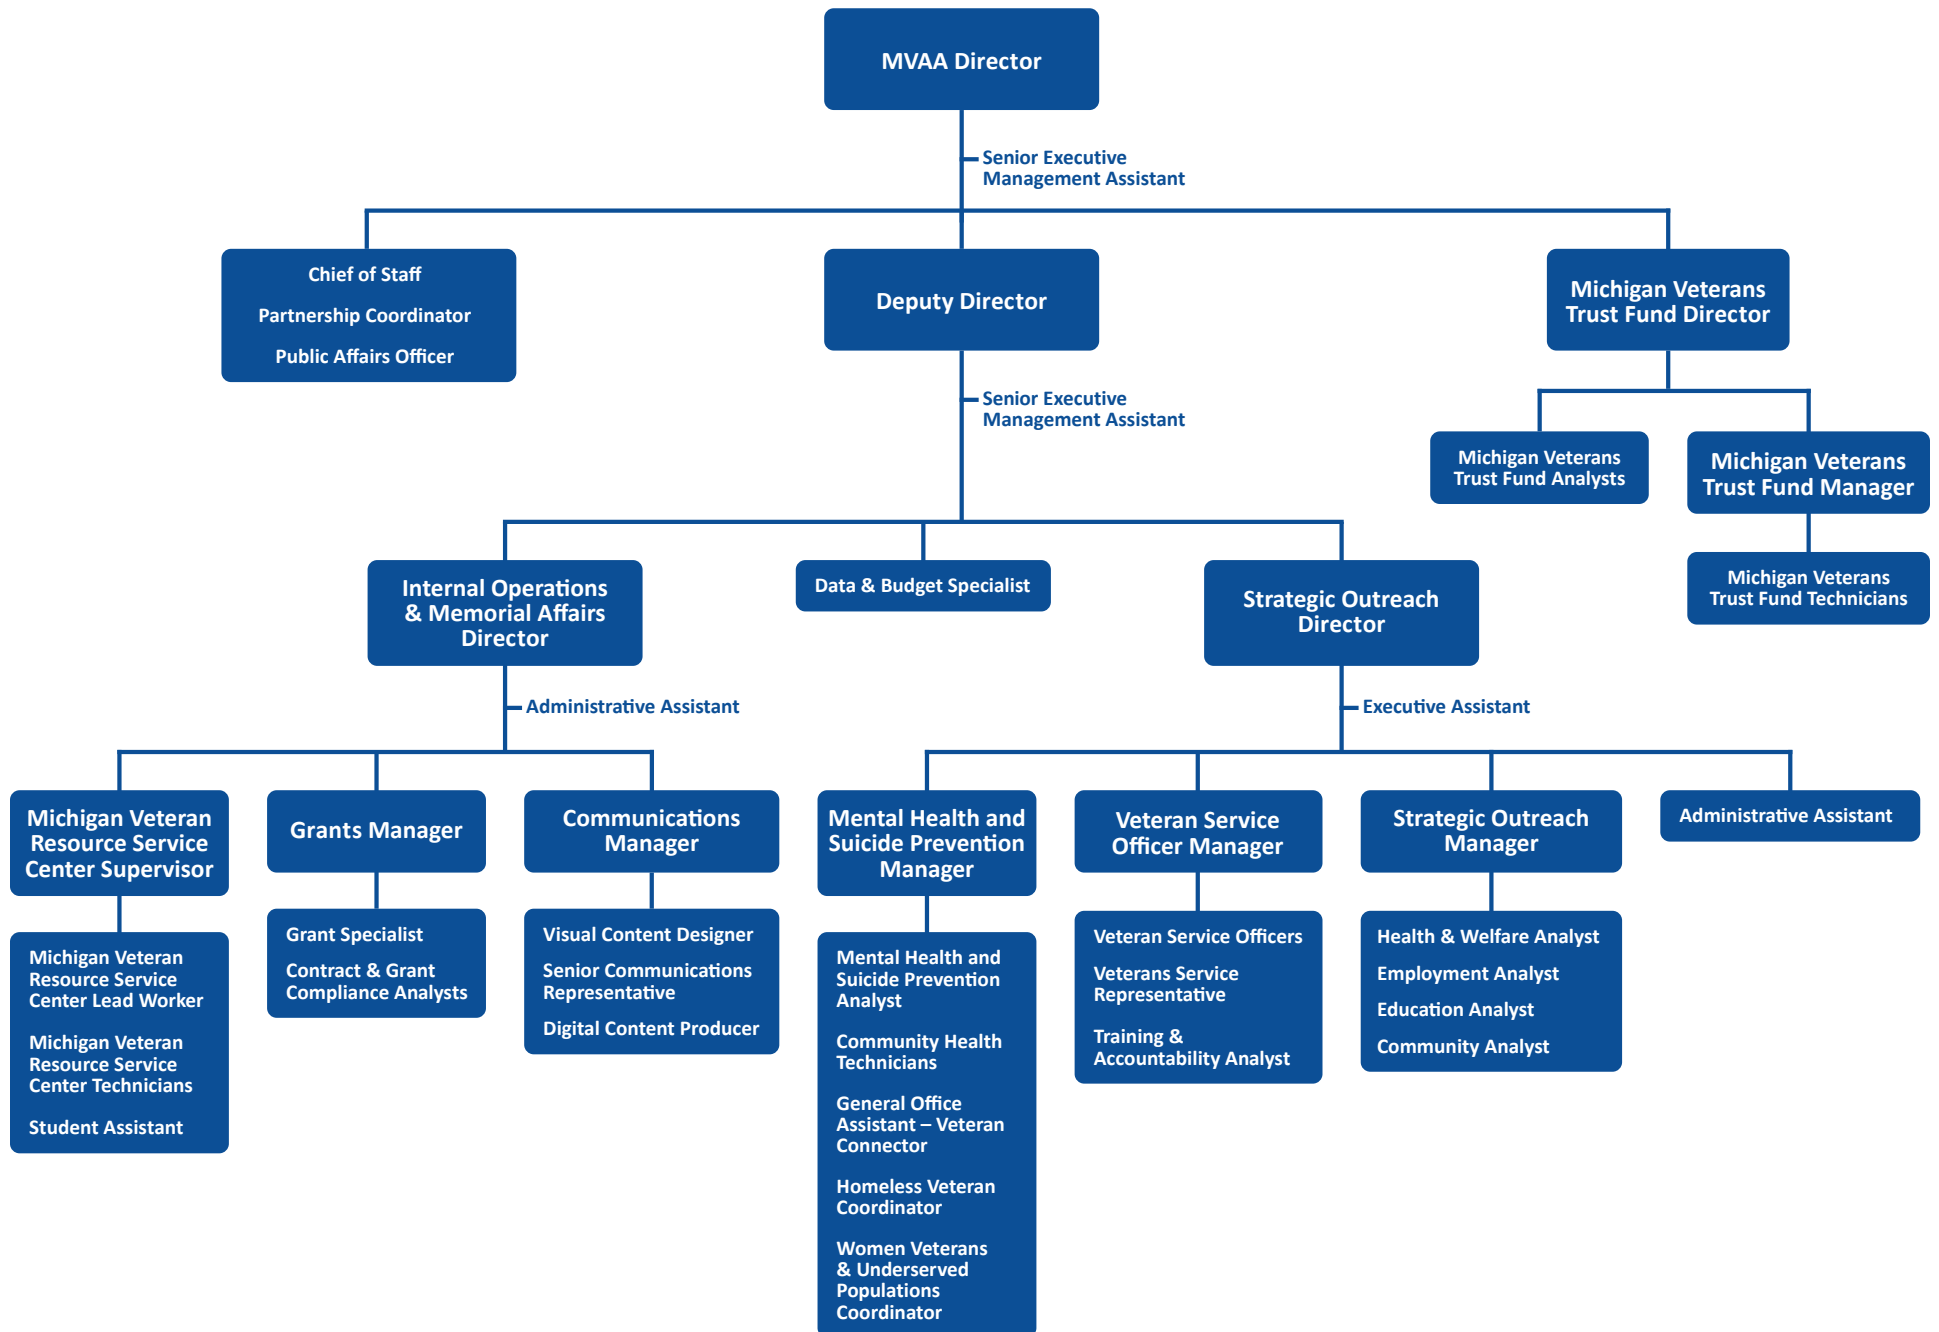 MVAA Director
Senior Executive
Management Assistant
Chief of Staff
Partnership Coordinator
Public Affairs Officer
Deputy Director
Michigan Veterans
Trust Fund Director
Senior Executive
Management Assistant
Michigan Veterans
Trust Fund Analysts
Michigan Veterans
Trust Fund Manager
Michigan Veterans
Trust Fund Technicians
Internal Operations
& Memorial Affairs
Director
Data & Budget Specialist
Strategic Outreach
Director
Administrative Assistant
Executive Assistant
Michigan Veteran
Resource Service
Center Supervisor
Grants Manager
Communications
Manager
Mental Health and
Suicide Prevention
Manager
Veteran Service
Officer Manager
Strategic Outreach
Manager
Administrative Assistant
Michigan Veteran
Resource Service
Center Lead Worker
Michigan Veteran
Resource Service
Center Technicians
Student Assistant
Grant Specialist
Contract & Grant
Compliance Analysts
Visual Content Designer
Senior Communications
Representative
Digital Content Producer
Mental Health and
Suicide Prevention
Analyst
Community Health
Technicians
General Office
Assistant – Veteran
Connector
Homeless Veteran
Coordinator
Women Veterans
& Underserved
Populations
Coordinator
Veteran Service Officers
Veterans Service
Representative
Training &
Accountability Analyst
Health & Welfare Analyst
Employment Analyst
Education Analyst
Community Analyst